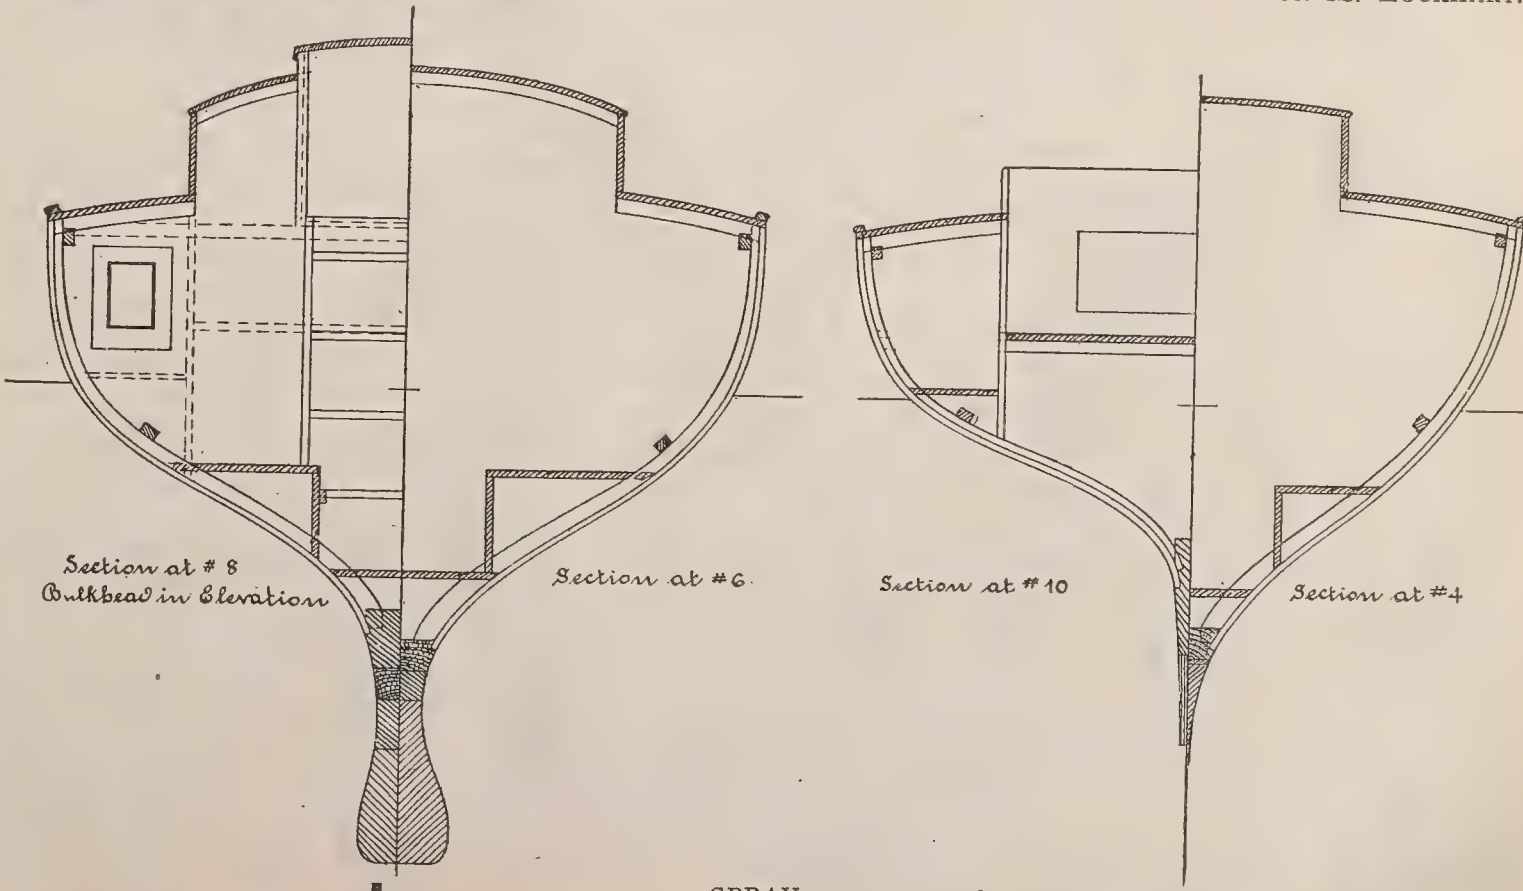 Section at # 8
Bulkhead in Elevation
Section at #6.
Section at #10
Section at #4